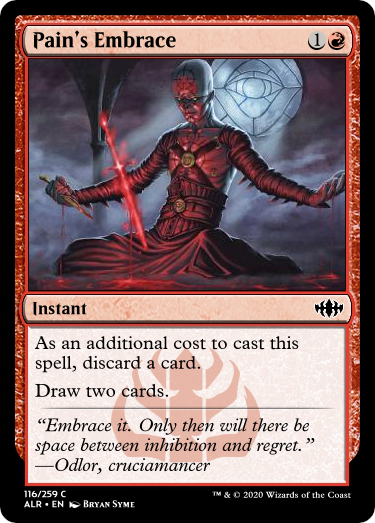 Pain's Embrace 1
Instant
As an additional cost to cast this
spell, discard a card.
Draw two cards.
“Embrace it. Only then will there be
space between inhibition and regret.”
—Odlor, cruciamancer
116/259 C
ALR • EN Bryan Syme
™ & © 2020 Wizards of the Coast